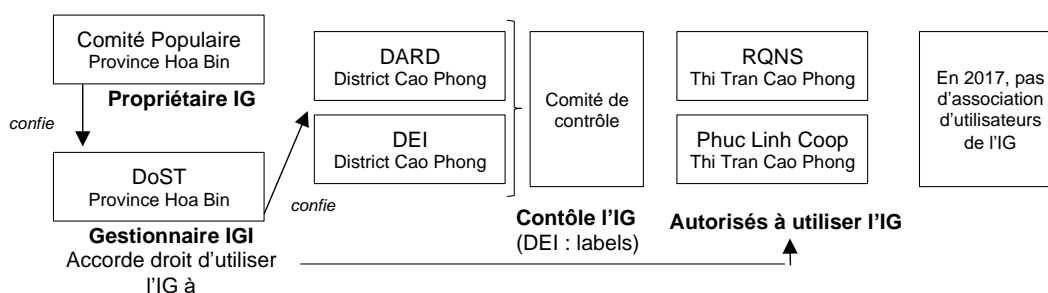 Comité Populaire
Province Hoa Bin
Propriétaire IG
confie
DoST
Province Hoa Bin
Gestionnaire IGI
Accorde droit d'utiliser
l'IG à
confie
DARD
District Cao Phong
DEI
District Cao Phong
Comité de
contrôle
Contôle l'IG
(DEI : labels)
RQNS
Thi Tran Cao Phong
Phuc Linh Coop
Thi Tran Cao Phong
Autorisés à utiliser l'IG
En 2017, pas
d'association
d'utilisateurs
de l'IG